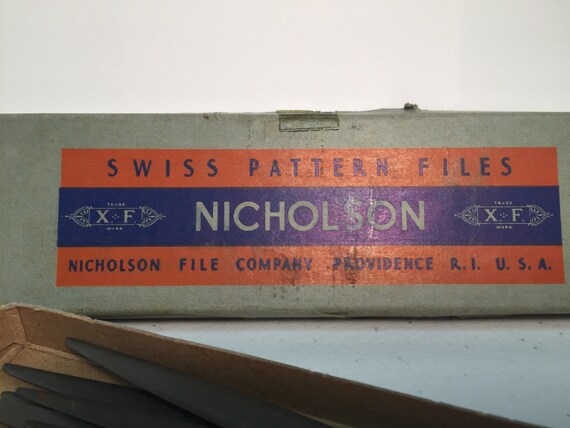 SWISS PATTERN FILES
TRADE
X F
MARK
NICHOLSON
TRADE
X F
MARK
NICHOLSON FILE COMPANY PROVIDENCE R. I. U. S. A.